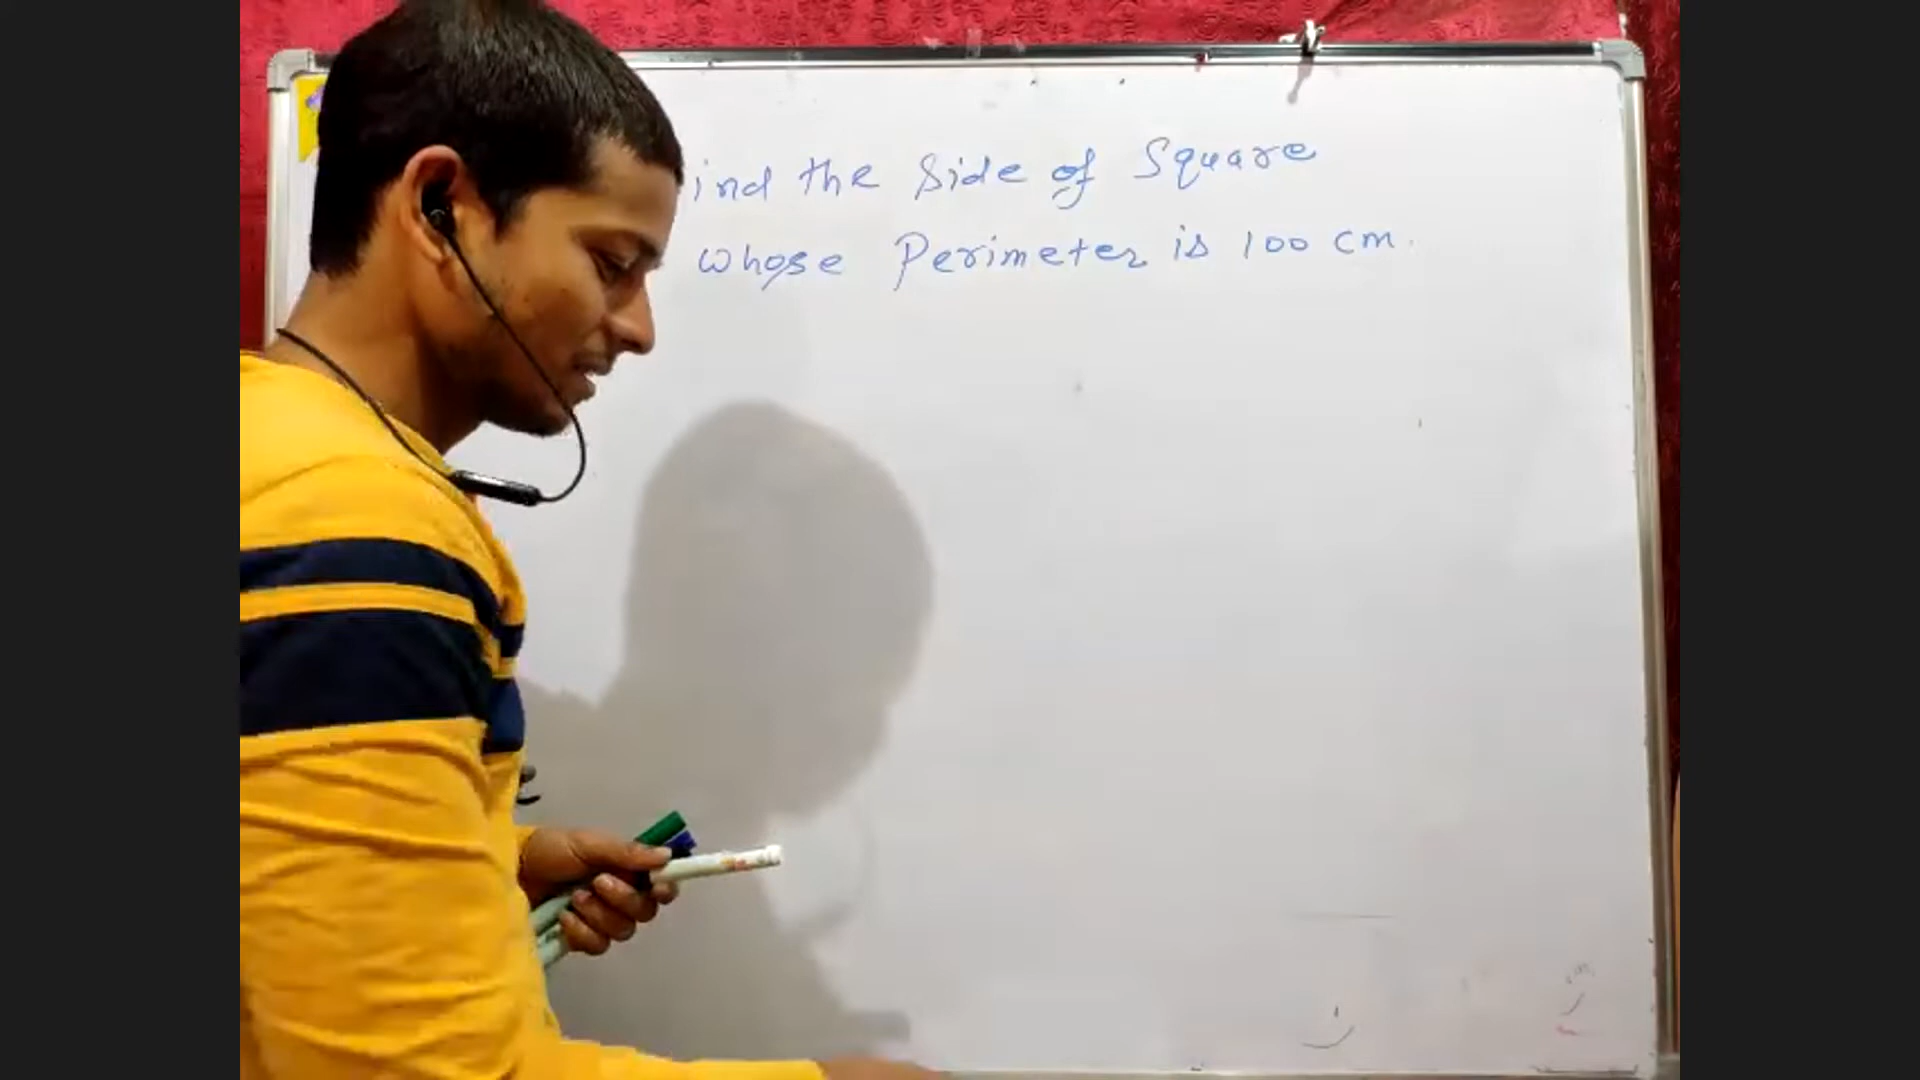 ind the Side of Square
whose Perimeter is 100 cm.